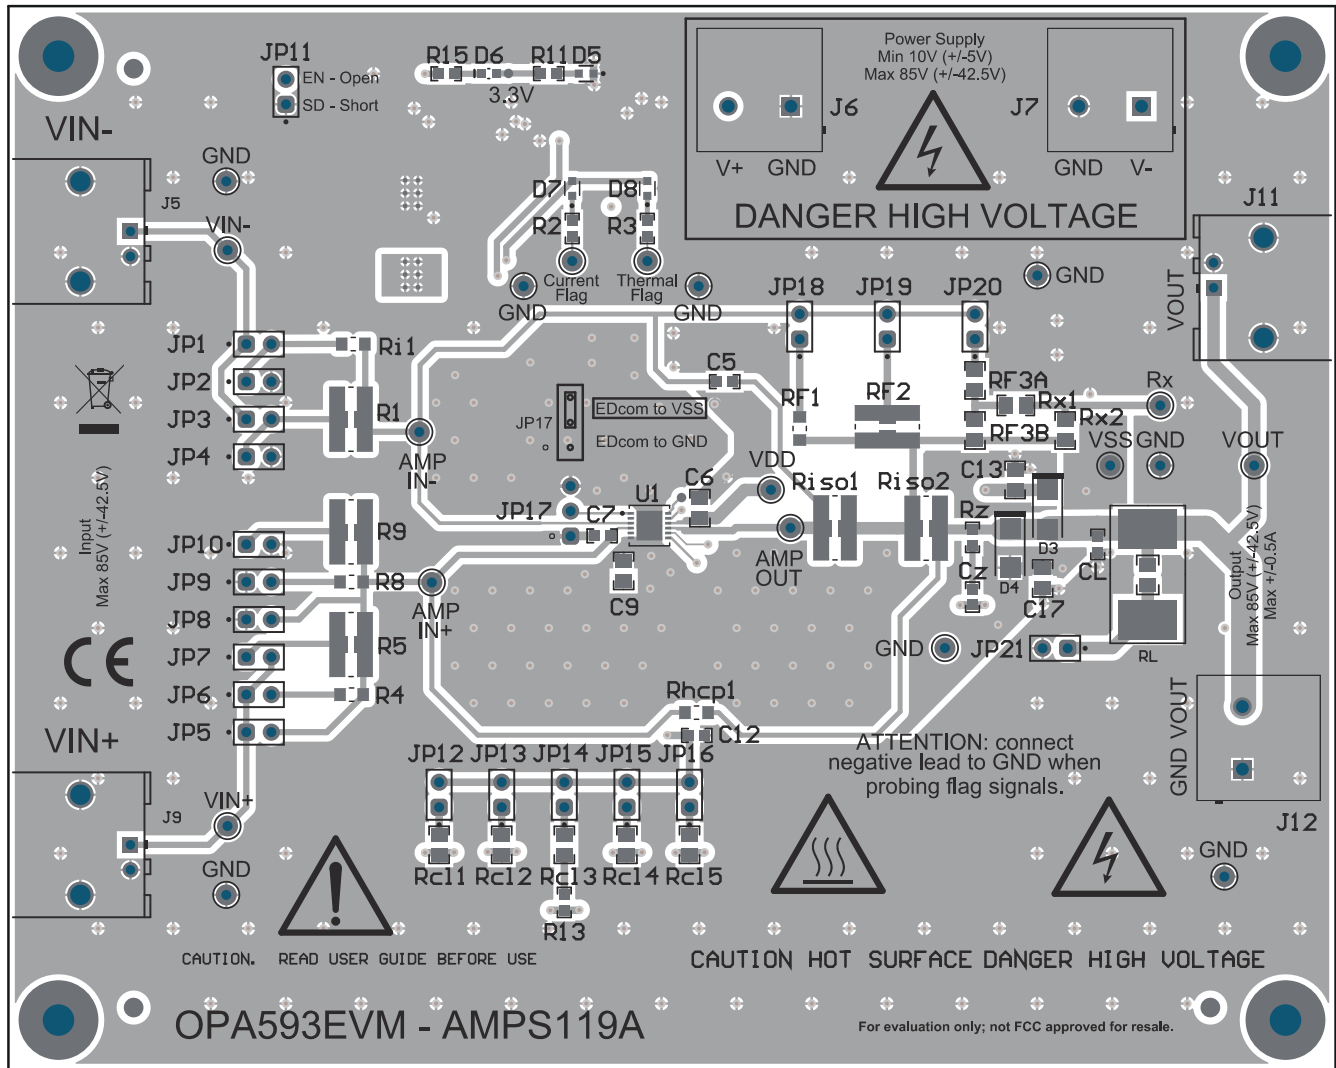 JP11
EN - Open
SD - Short
R15 D6 R11 D5
3.3V
Power Supply
Min 10V (+/-5V)
Max 85V (+/-42.5V)
J6
J7
V+ GND
GND V-
DANGER HIGH VOLTAGE
VIN-
GND
J5
VIN-
D7 D8
R2 R3
Current
Flag
Thermal
Flag
GND
GND
GND
J11
VOUT
JP18 JP19 JP20
JP1
JP2
JP3
JP4
Ri1
R1
AMP
IN-
C5
RF1
RF2
RF3A
RF3B
Rx1
Rx2
Rx
JP17
EDcom to VSS
EDcom to GND
VSS
GND
VOUT
Input
Max 85V (+/-42.5V)
VDD
C6
Riso1
Riso2
C13
JP17
C7
U1
Rz
D3
D4
AMP
OUT
Cz
C17
CL
C9
JP10
JP9
JP8
JP7
JP6
JP5
R9
R8
R5
R4
AMP
IN+
GND
JP21
RL
Output
Max 85V (+/-42.5V)
Max +/-0.5A
CE
VIN+
Rhcp1
C12
JP12 JP13 JP14 JP15 JP16
ATTENTION: connect
negative lead to GND when
probing flag signals.
GND VOUT
J12
J9
VIN+
GND
GND
Rcl1 Rcl2 Rcl3 Rcl4 Rcl5
R13
CAUTION. READ USER GUIDE BEFORE USE
CAUTION HOT SURFACE
DANGER HIGH VOLTAGE
OPA593EVM - AMPS119A
For evaluation only; not FCC approved for resale.